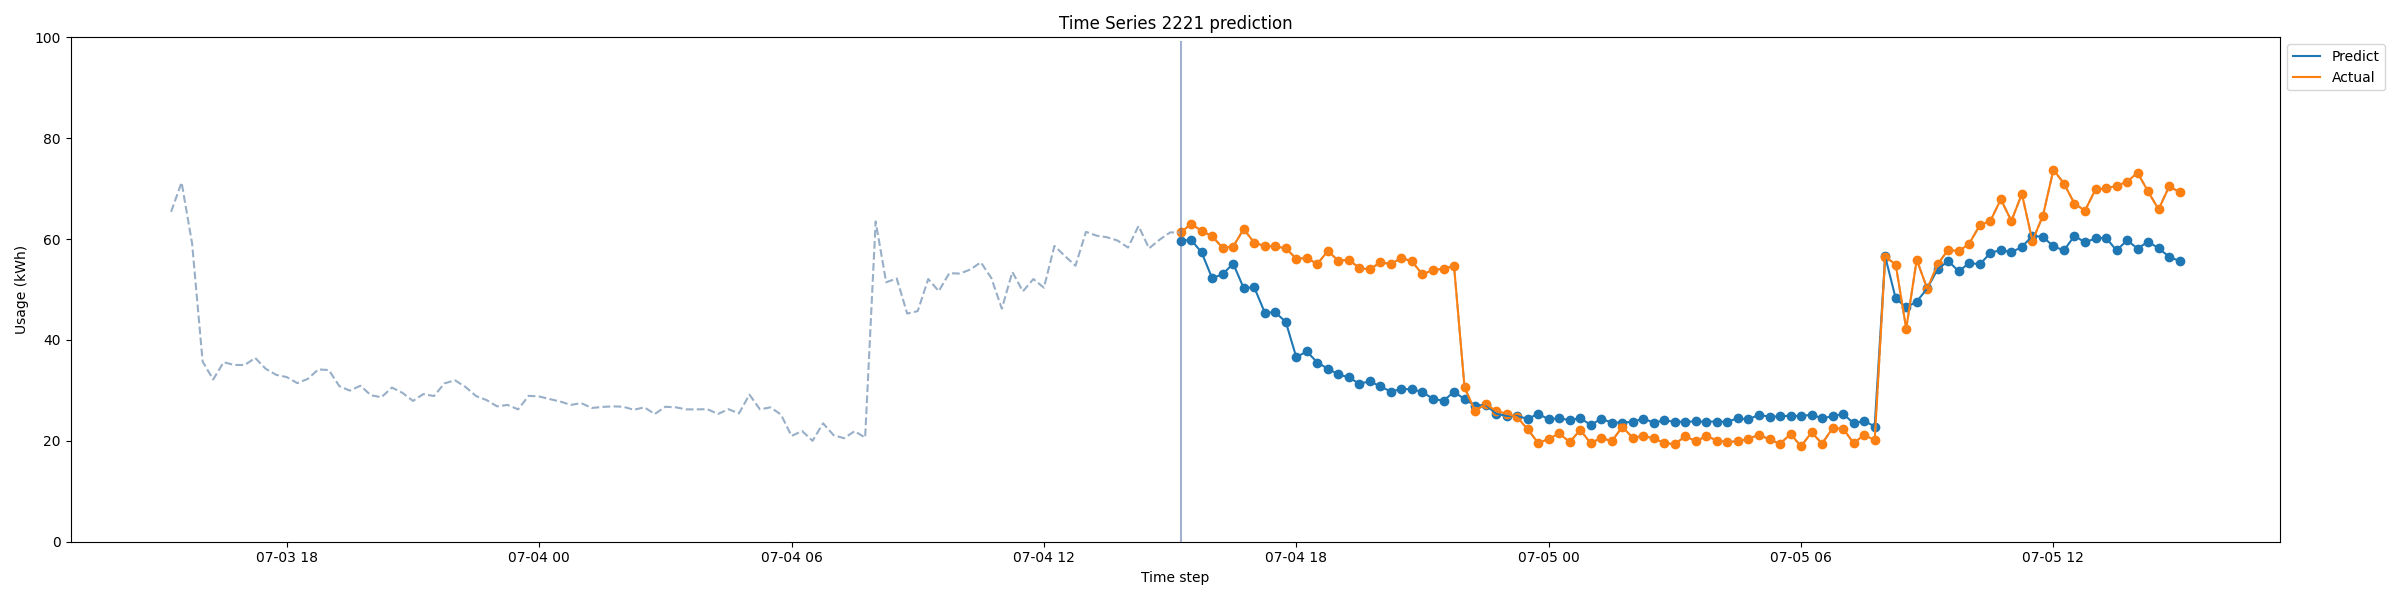 Time Series 2221 prediction
Usage (kWh)
100
80
60
40
20
0
07-03 18
07-04 00
07-04 06
07-04 12
07-04 18
07-05 00
07-05 06
07-05 12
Time step
Predict
Actual